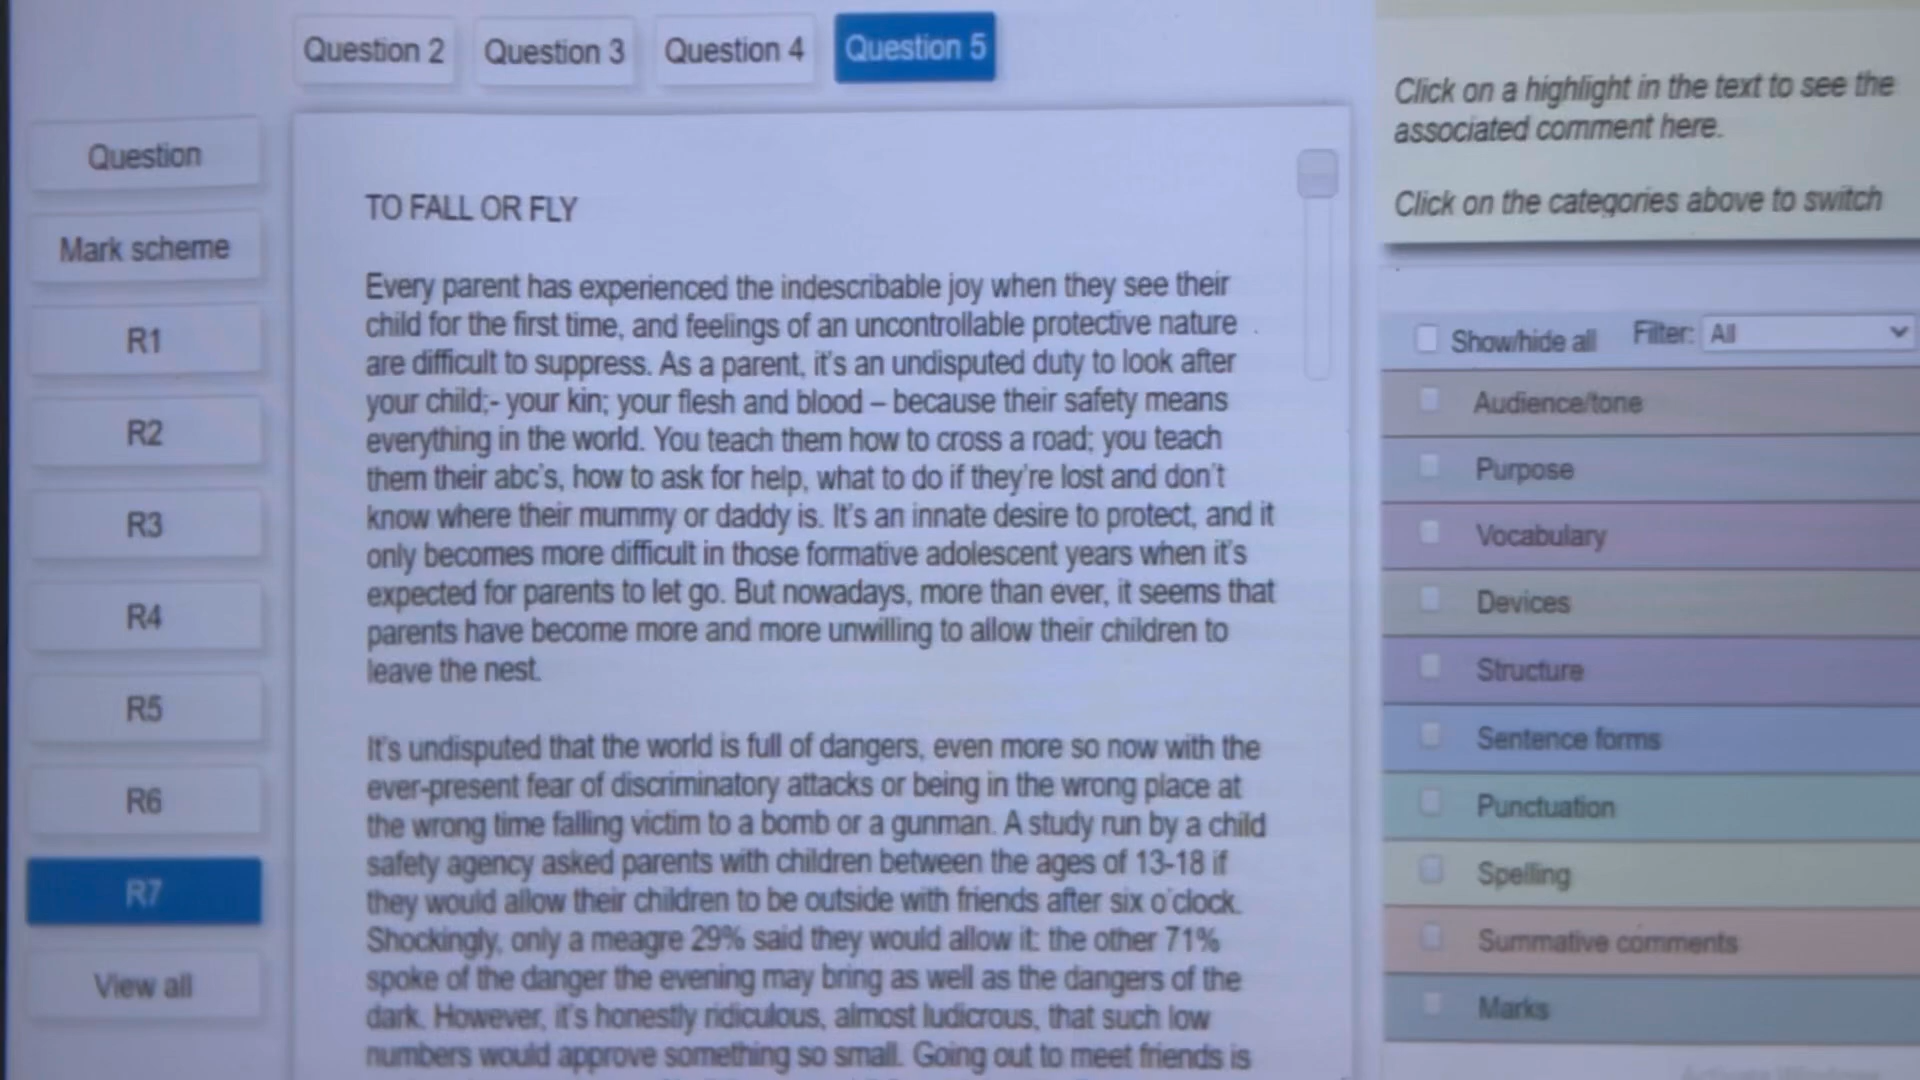 Question 2
Question 3
Question 4
Question 5
Question
Mark scheme
R1
R2
R3
R4
R5
R6
R7
View all
TO FALL OR FLY
Every parent has experienced the indescribable joy when they see their
child for the first time, and feelings of an uncontrollable protective nature
are difficult to suppress. As a parent, it's an undisputed duty to look after
your child;- your kin; your flesh and blood – because their safety means
everything in the world. You teach them how to cross a road; you teach
them their abc's, how to ask for help, what to do if they're lost and don't
know where their mummy or daddy is. It's an innate desire to protect, and it
only becomes more difficult in those formative adolescent years when it's
expected for parents to let go. But nowadays, more than ever, it seems that
parents have become more and more unwilling to allow their children to
leave the nest.
It's undisputed that the world is full of dangers, even more so now with the
ever-present fear of discriminatory attacks or being in the wrong place at
the wrong time falling victim to a bomb or a gunman. A study run by a child
safety agency asked parents with children between the ages of 13-18 if
they would allow their children to be outside with friends after six o'clock.
Shockingly, only a meagre 29% said they would allow it: the other 71%
spoke of the danger the evening may bring as well as the dangers of the
dark. However, it's honestly ridiculous, almost ludicrous, that such low
numbers would approve something so small. Going out to meet friends is
Click on a highlight in the text to see the
associated comment here.
Click on the categories above to switch
Show/hide all
Filter: All
Audience/tone
Purpose
Vocabulary
Devices
Structure
Sentence forms
Punctuation
Spelling
Summative comments
Marks